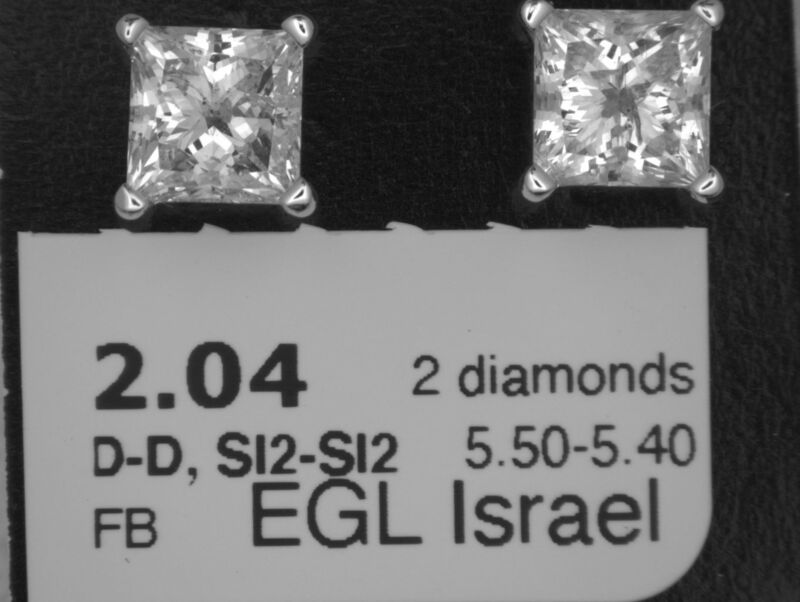 2.04 2 diamonds
D-D, SI2-SI2 5.50-5.40
FB EGL Israel